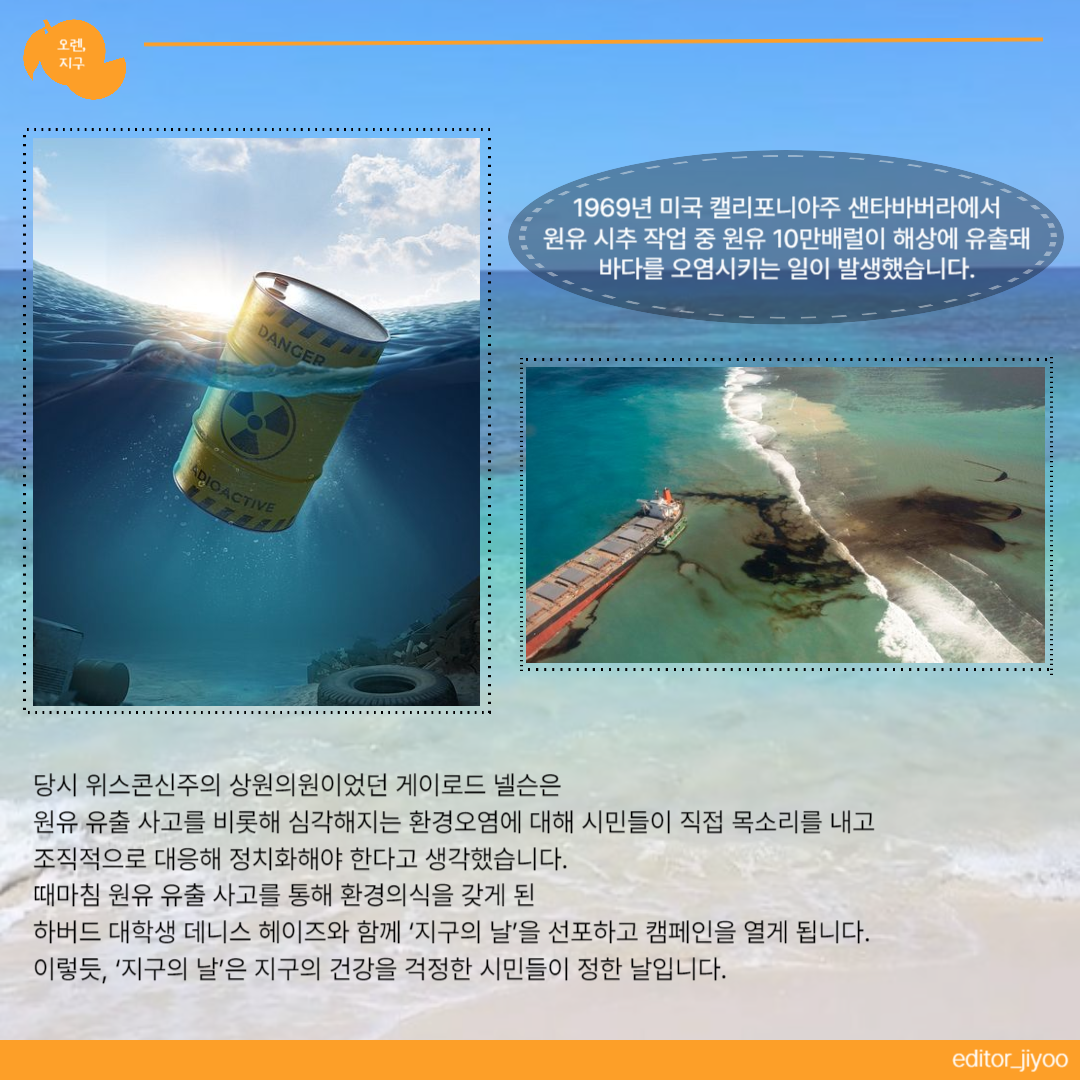 오렌,
지구
1969년 미국 캘리포니아주 샌타바버라에서
원유 시추 작업 중 원유 10만배럴이 해상에 유출돼
바다를 오염시키는 일이 발생했습니다.
DANGER
RADIOACTIVE
당시 위스콘신주의 상원의원이었던 게이로드 넬슨은
원유 유출 사고를 비롯해 심각해지는 환경오염에 대해 시민들이 직접 목소리를 내고
조직적으로 대응해 정치화해야 한다고 생각했습니다.
때마침 원유 유출 사고를 통해 환경의식을 갖게 된
하버드 대학생 데니스 헤이즈와 함께 ‘지구의 날’을 선포하고 캠페인을 열게 됩니다.
이렇듯, ‘지구의 날’은 지구의 건강을 걱정한 시민들이 정한 날입니다.
editor_jiyoo